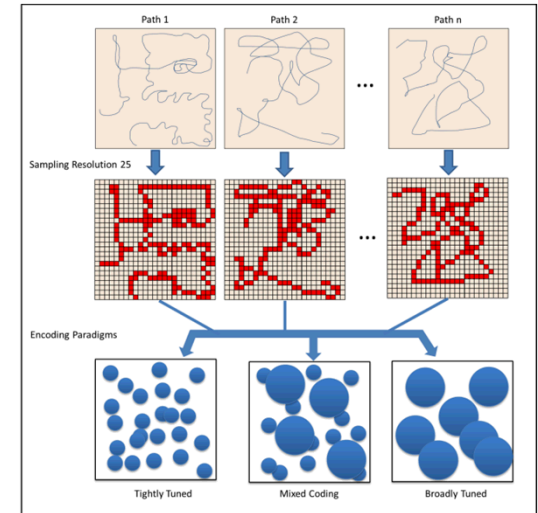 Path 1 Path 2 Path n
...
Sampling Resolution 25
...
Encoding Paradigms
Tightly Tuned Mixed Coding Broadly Tuned